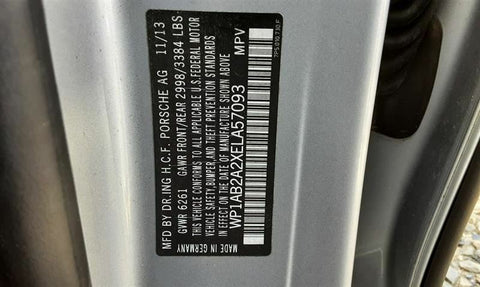 MFD BY DR.ING H.C.F. PORSCHE AG 11/13
GVWR 6261 GAWR FRONT/REAR 2998/3384 LBS
THIS VEHICLE CONFORMS TO ALL APPLICABLE U.S. FEDERAL MOTOR
VEHICLE SAFETY, BUMPER, AND THEFT PREVENTION STANDARDS
IN EFFECT ON THE DATE OF MANUFACTURE SHOWN ABOVE
WP1AB2A2XELA57093 MPV
MADE IN GERMANY